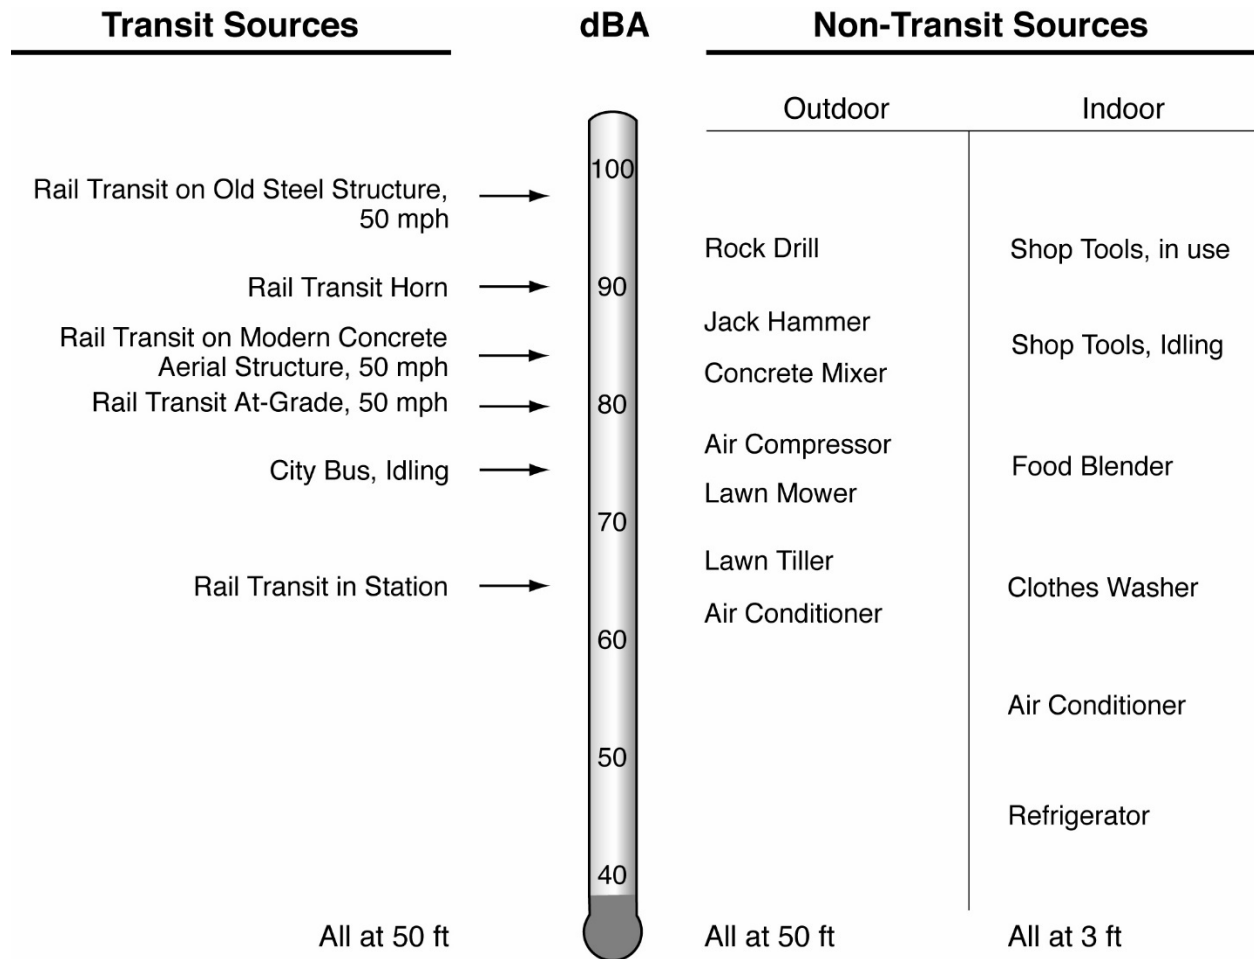 Transit Sources
dBA
Non-Transit Sources
Outdoor
Indoor
100
Rail Transit on Old Steel Structure,
50 mph
Rock Drill
Shop Tools, in use
Rail Transit Horn
90
Jack Hammer
Rail Transit on Modern Concrete
Aerial Structure, 50 mph
Shop Tools, Idling
Concrete Mixer
Rail Transit At-Grade, 50 mph
80
Air Compressor
City Bus, Idling
Food Blender
Lawn Mower
70
Lawn Tiller
Rail Transit in Station
Clothes Washer
Air Conditioner
60
Air Conditioner
50
Refrigerator
40
All at 50 ft
All at 50 ft
All at 3 ft